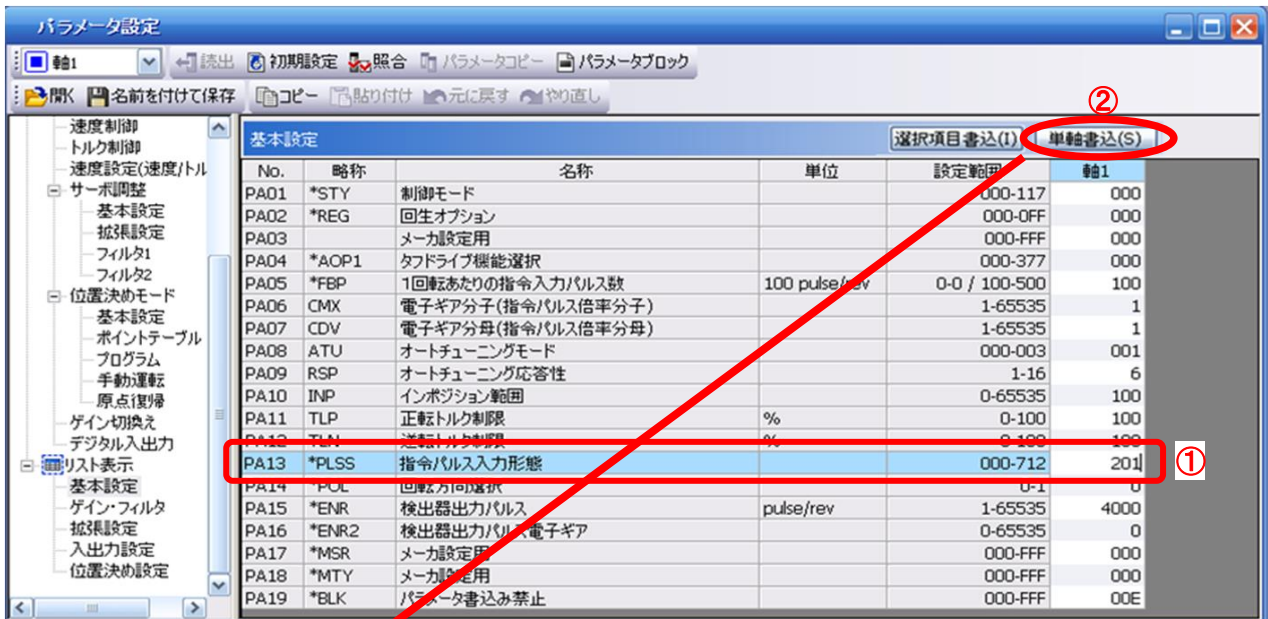 パラメータ設定
軸1 読出 初期設定 照合 パラメータコピー パラメータブロック
開く 名前を付けて保存 コピー 貼り付け 元に戻す やり直し
②
速度制御
トルク制御
速度設定(速度/トル
サーボ調整
基本設定
拡張設定
フィルタ1
フィルタ2
位置決めモード
基本設定
ポイントテーブル
プログラム
手動運転
原点復帰
ゲイン切換え
デジタル入出力
リスト表示
基本設定
ゲイン・フィルタ
拡張設定
入出力設定
位置決め設定
基本設定 選択項目書込(I) 単軸書込(S)
No. 略称 名称 単位 設定範囲 軸1
PA01 *STY 制御モード 000-117 000
PA02 *REG 回生オプション 000-0FF 000
PA03 メーカ設定用 000-FFF 000
PA04 *AOP1 タフドライブ機能選択 000-377 000
PA05 *FBP 1回転あたりの指令入力パルス数 100 pulse/rev 0-0 / 100-500 100
PA06 CMX 電子ギア分子(指令パルス倍率分子) 1-65535 1
PA07 CDV 電子ギア分母(指令パルス倍率分母) 1-65535 1
PA08 ATU オートチューニングモード 000-003 001
PA09 RSP オートチューニング応答性 1-16 6
PA10 INP インポジション範囲 0-65535 100
PA11 TLP 正転トルク制限 % 0-100 100
PA12 TLN 逆転トルク制限 % 0-100 100
PA13 *PLSS 指令パルス入力形態 000-712 201
①
PA14 *POL 回転方向選択 0-1 0
PA15 *ENR 検出器出力パルス pulse/rev 1-65535 4000
PA16 *ENR2 検出器出力パルス電子ギア 0-65535 0
PA17 *MSR メーカ設定用 000-FFF 000
PA18 *MTY メーカ設定用 000-FFF 000
PA19 *BLK パラメータ書込み禁止 000-FFF 00E